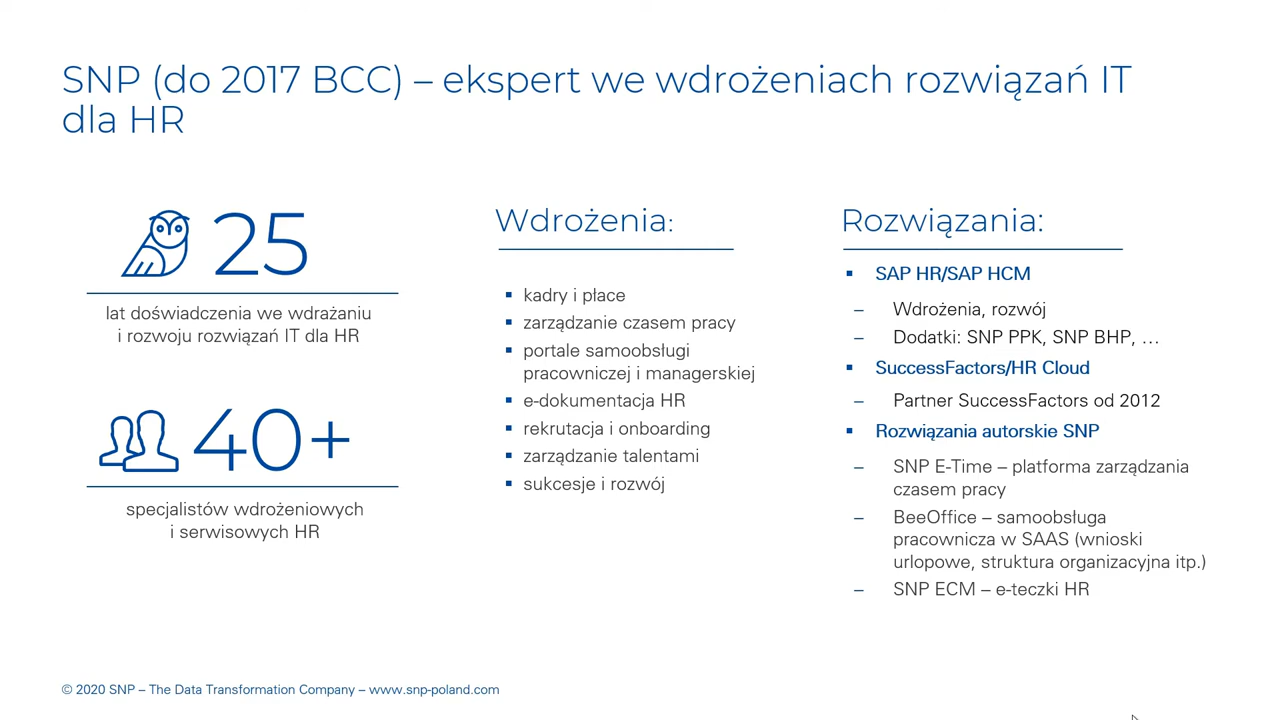 SNP (do 2017 BCC) – ekspert we wdrożeniach rozwiązań IT
dla HR
25
lat doświadczenia we wdrażaniu
i rozwoju rozwiązań IT dla HR
40+
specjalistów wdrożeniowych
i serwisowych HR
Wdrożenia:
▪ kadry i płace
▪ zarządzanie czasem pracy
▪ portale samoobsługi
pracowniczej i managerskiej
▪ e-dokumentacja HR
▪ rekrutacja i onboarding
▪ zarządzanie talentami
▪ sukcesje i rozwój
Rozwiązania:
▪ SAP HR/SAP HCM
– Wdrożenia, rozwój
– Dodatki: SNP PPK, SNP BHP, …
▪ SuccessFactors/HR Cloud
– Partner SuccessFactors od 2012
▪ Rozwiązania autorskie SNP
– SNP E-Time – platforma zarządzania
czasem pracy
– BeeOffice – samoobsługa
pracownicza w SAAS (wnioski
urlopowe, struktura organizacyjna itp.)
– SNP ECM – e-teczki HR
© 2020 SNP – The Data Transformation Company – www.snp-poland.com